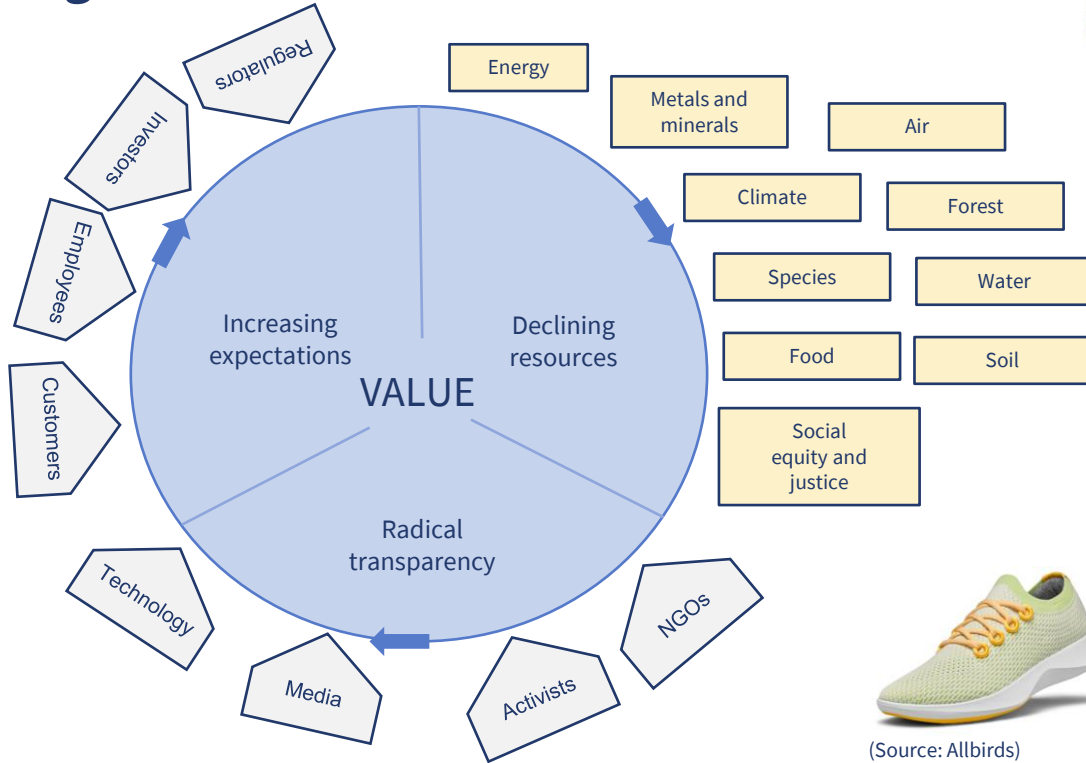 Regulators
Investors
Employees
Customers
Technology
Media
Activists
NGOs
Energy
Metals and
minerals
Air
Climate
Forest
Species
Water
Food
Soil
Social
equity and
justice
Increasing
expectations
Declining
resources
VALUE
Radical
transparency
(Source: Allbirds)